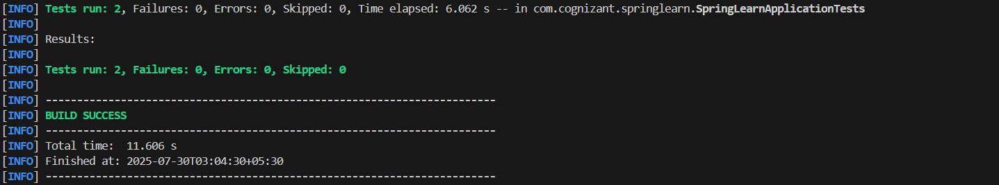 [INFO] Tests run: 2, Failures: 0, Errors: 0, Skipped: 0, Time elapsed: 6.062 s -- in com.cognizant.springlearn.SpringLearnApplicationTests
[INFO]
[INFO] Results:
[INFO]
[INFO] Tests run: 2, Failures: 0, Errors: 0, Skipped: 0
[INFO]
[INFO] ------------------------------------------------------------------------
[INFO] BUILD SUCCESS
[INFO] ------------------------------------------------------------------------
[INFO] Total time:  11.606 s
[INFO] Finished at: 2025-07-30T03:04:30+05:30
[INFO] ------------------------------------------------------------------------